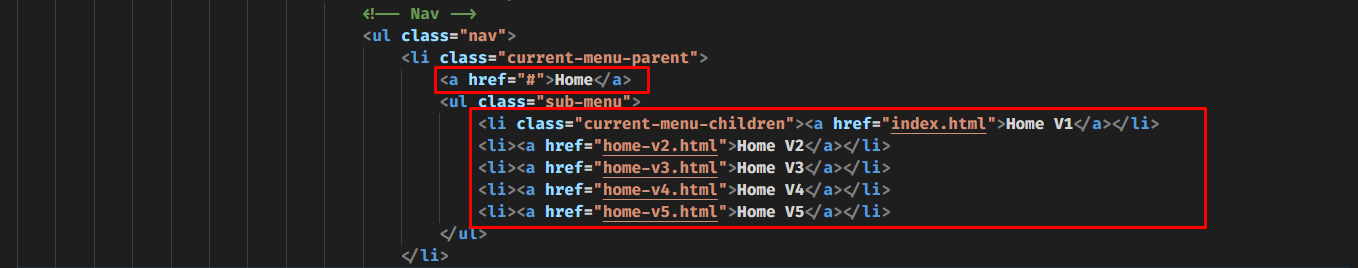 <!-- Nav -->
<ul class="nav">
<li class="current-menu-parent">
<a href="#">Home</a>
<ul class="sub-menu">
<li class="current-menu-children"><a href="index.html">Home V1</a></li>
<li><a href="home-v2.html">Home V2</a></li>
<li><a href="home-v3.html">Home V3</a></li>
<li><a href="home-v4.html">Home V4</a></li>
<li><a href="home-v5.html">Home V5</a></li>
</ul>
</li>